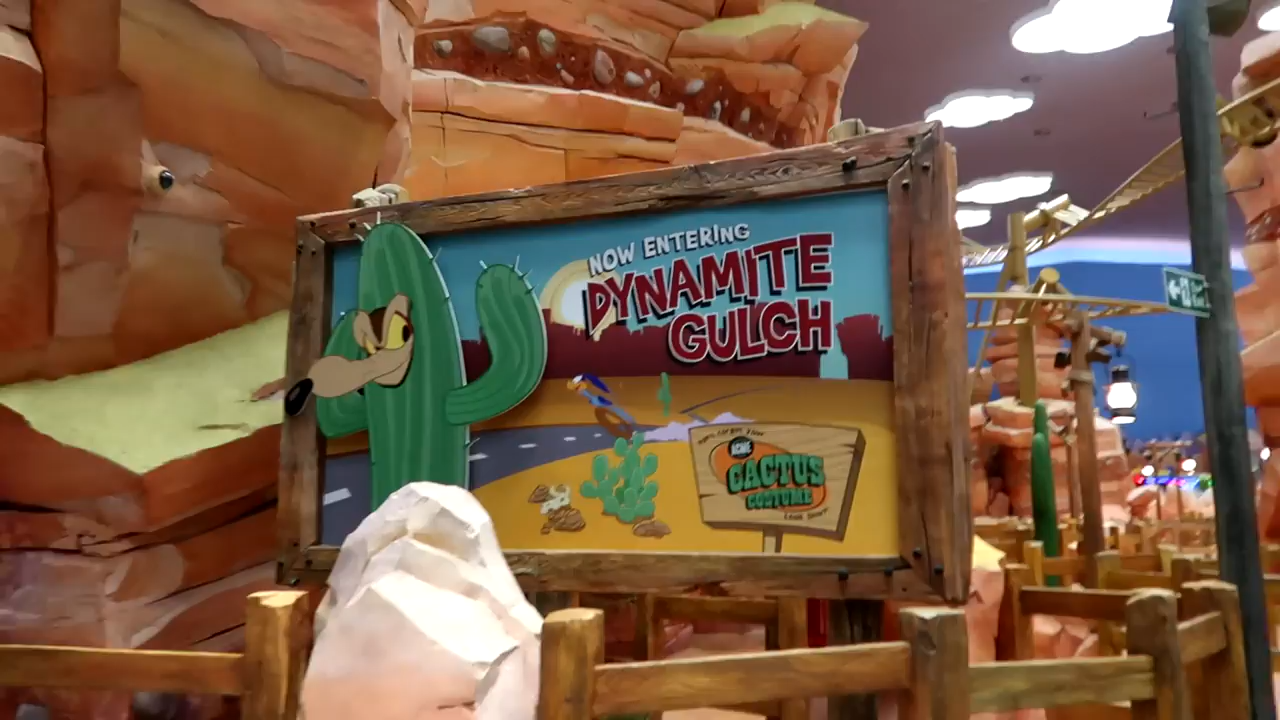 NOW ENTERING
DYNAMITE
GULCH
ACME
CACTUS
COSTUME